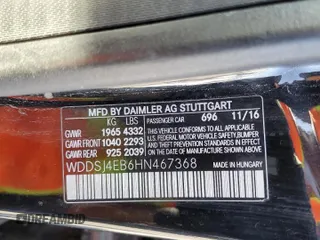 MFD BY DAIMLER AG STUTTGART
KG LBS PASSENGER CAR 696 11/16
GVWR 1965 4332
GAWR FRONT 1040 2293
GAWR REAR 925 2039
THIS VEHICLE CONFORMS TO ALL APPLICABLE
U.S. FEDERAL MOTOR VEHICLE SAFETY, BUMPER
AND THEFT PREVENTION STANDARDS IN EFFECT
ON THE DATE OF MANUFACTURE SHOWN ABOVE.
WDDSJ4EB6HN467368
MADE IN HUNGARY
DREAMBID